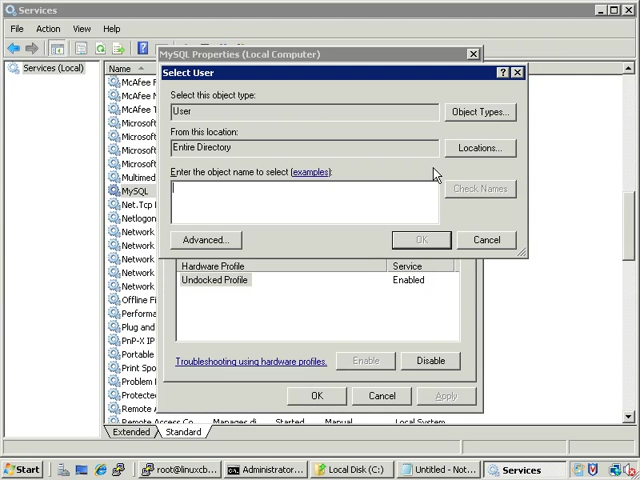 Services
File Action View Help
Services (Local)
Name
McAfee F
McAfee
McAfee T
Microsof
Microsof
Microsof
Microsof
Multimed
MySQL
Net.Tcp
Netlogon
Network
Network
Network
Network
Network
Offline Fi
Performa
Plug and
PnP-X IP
Portable
Print Spo
Problem
Protected
Remote A
Remote Access Co... Manages di... Started Manual Local System
Extended Standard
MySQL Properties (Local Computer)
Select User
Select this object type:
User
Object Types...
From this location:
Entire Directory
Locations...
Enter the object name to select (examples):
Check Names
Advanced...
OK
Cancel
Hardware Profile Service
Undocked Profile Enabled
Troubleshooting using hardware profiles.
Enable
Disable
OK
Cancel
Apply
Start
root@linuxcb...
Administrator...
Local Disk (C:)
Untitled - Not...
Services